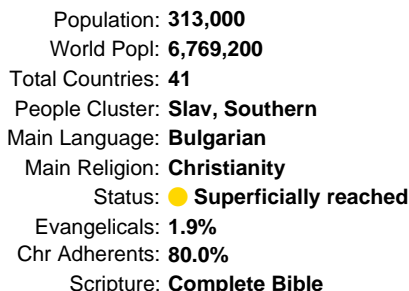 Population: 313,000
World Popl: 6,769,200
Total Countries: 41
People Cluster: Slav, Southern
Main Language: Bulgarian
Main Religion: Christianity
Status: Superficially reached
Evangelicals: 1.9%
Chr Adherents: 80.0%
Scripture: Complete Bible